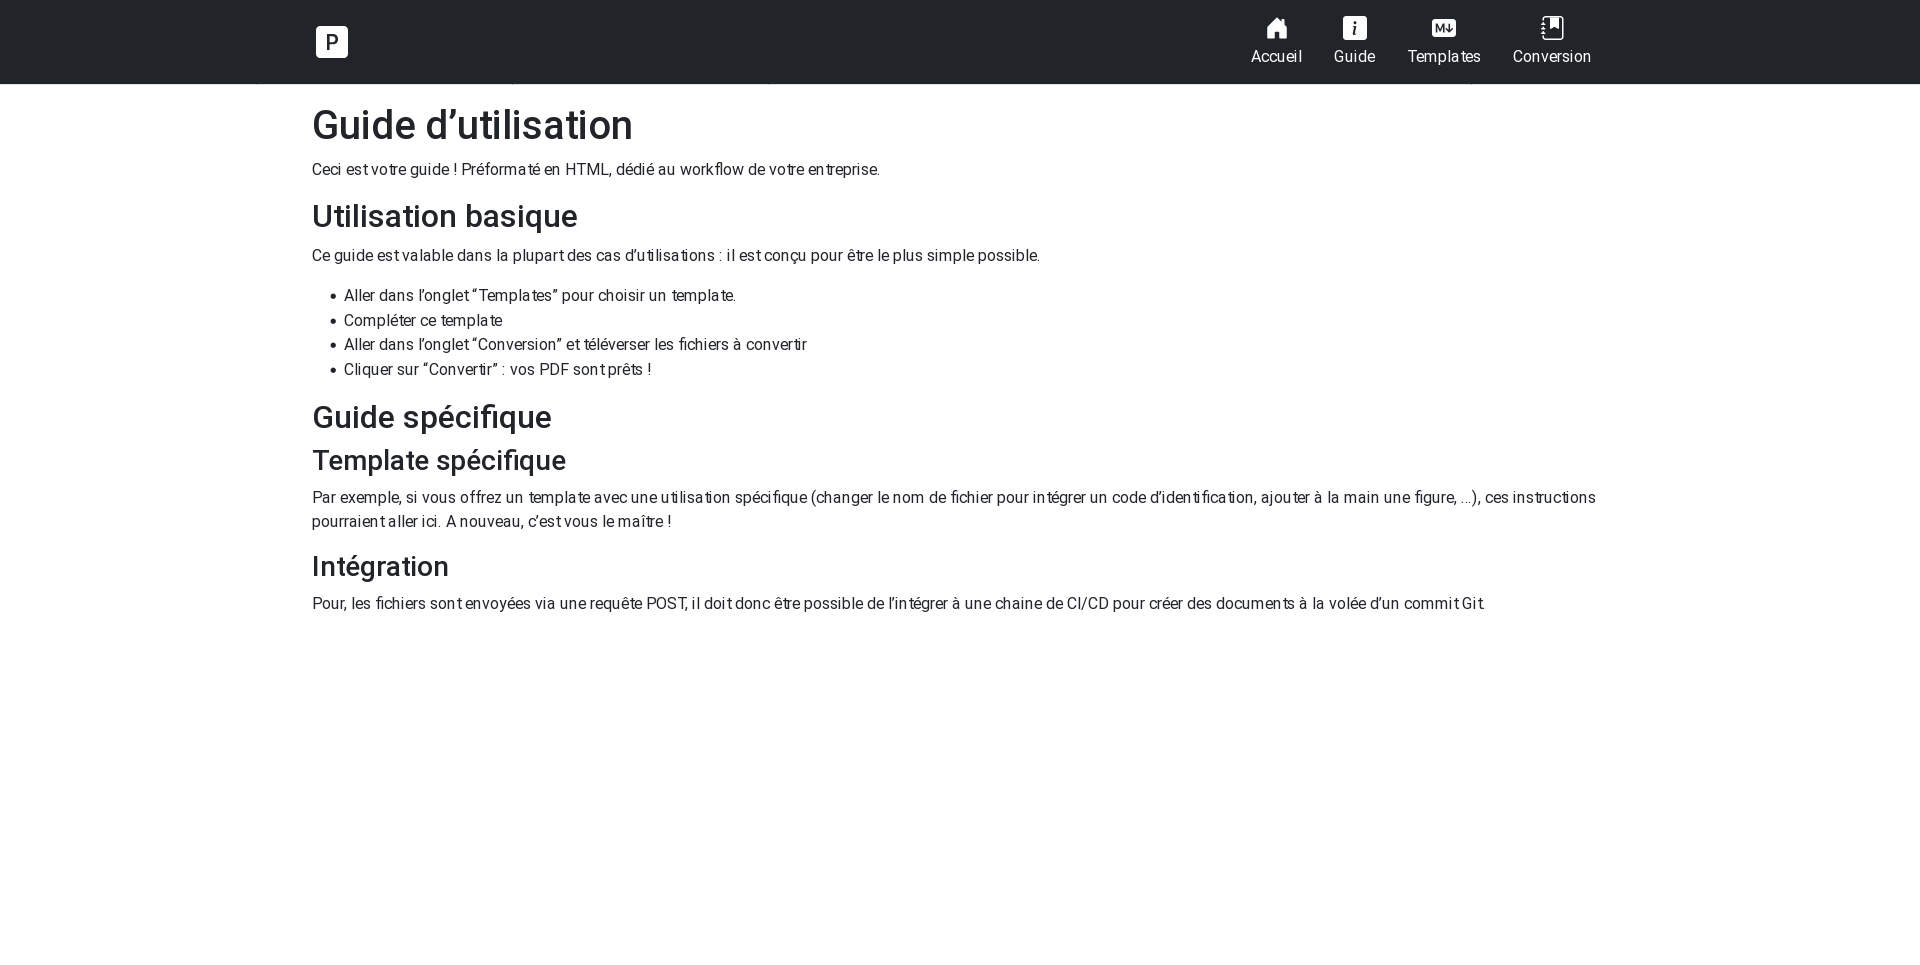 P
Accueil
Guide
Templates
Conversion
Guide d’utilisation
Ceci est votre guide ! Préformaté en HTML, dédié au workflow de votre entreprise.
Utilisation basique
Ce guide est valable dans la plupart des cas d’utilisations : il est conçu pour être le plus simple possible.
• Aller dans l’onglet “Templates” pour choisir un template.
• Compléter ce template
• Aller dans l’onglet “Conversion” et téléverser les fichiers à convertir
• Cliquer sur “Convertir” : vos PDF sont prêts !
Guide spécifique
Template spécifique
Par exemple, si vous offrez un template avec une utilisation spécifique (changer le nom de fichier pour intégrer un code d’identification, ajouter à la main une figure, …), ces instructions
pourraient aller ici. A nouveau, c’est vous le maître !
Intégration
Pour, les fichiers sont envoyées via une requête POST, il doit donc être possible de l’intégrer à une chaine de CI/CD pour créer des documents à la volée d’un commit Git.